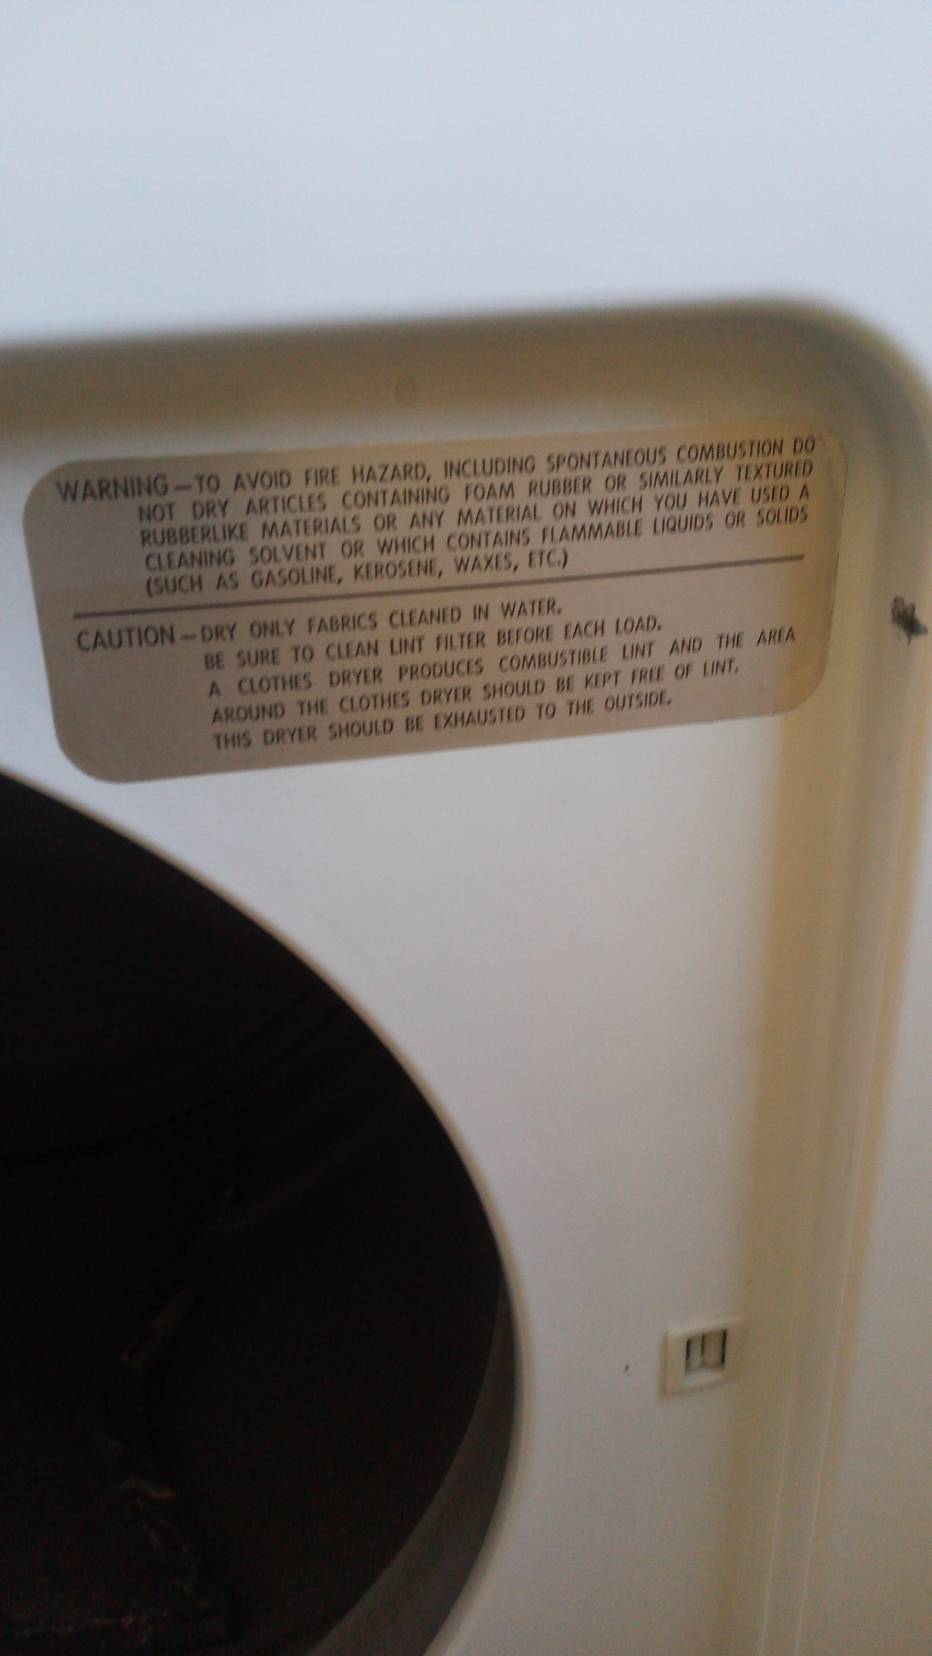 WARNING — TO AVOID FIRE HAZARD, INCLUDING SPONTANEOUS COMBUSTION DO
NOT DRY ARTICLES CONTAINING FOAM RUBBER OR SIMILARLY TEXTURED
RUBBERLIKE MATERIALS OR ANY MATERIAL ON WHICH YOU HAVE USED A
CLEANING SOLVENT OR WHICH CONTAINS FLAMMABLE LIQUIDS OR SOLIDS
(SUCH AS GASOLINE, KEROSENE, WAXES, ETC.)
CAUTION — DRY ONLY FABRICS CLEANED IN WATER.
BE SURE TO CLEAN LINT FILTER BEFORE EACH LOAD.
A CLOTHES DRYER PRODUCES COMBUSTIBLE LINT AND THE AREA
AROUND THE CLOTHES DRYER SHOULD BE KEPT FREE OF LINT.
THIS DRYER SHOULD BE EXHAUSTED TO THE OUTSIDE.